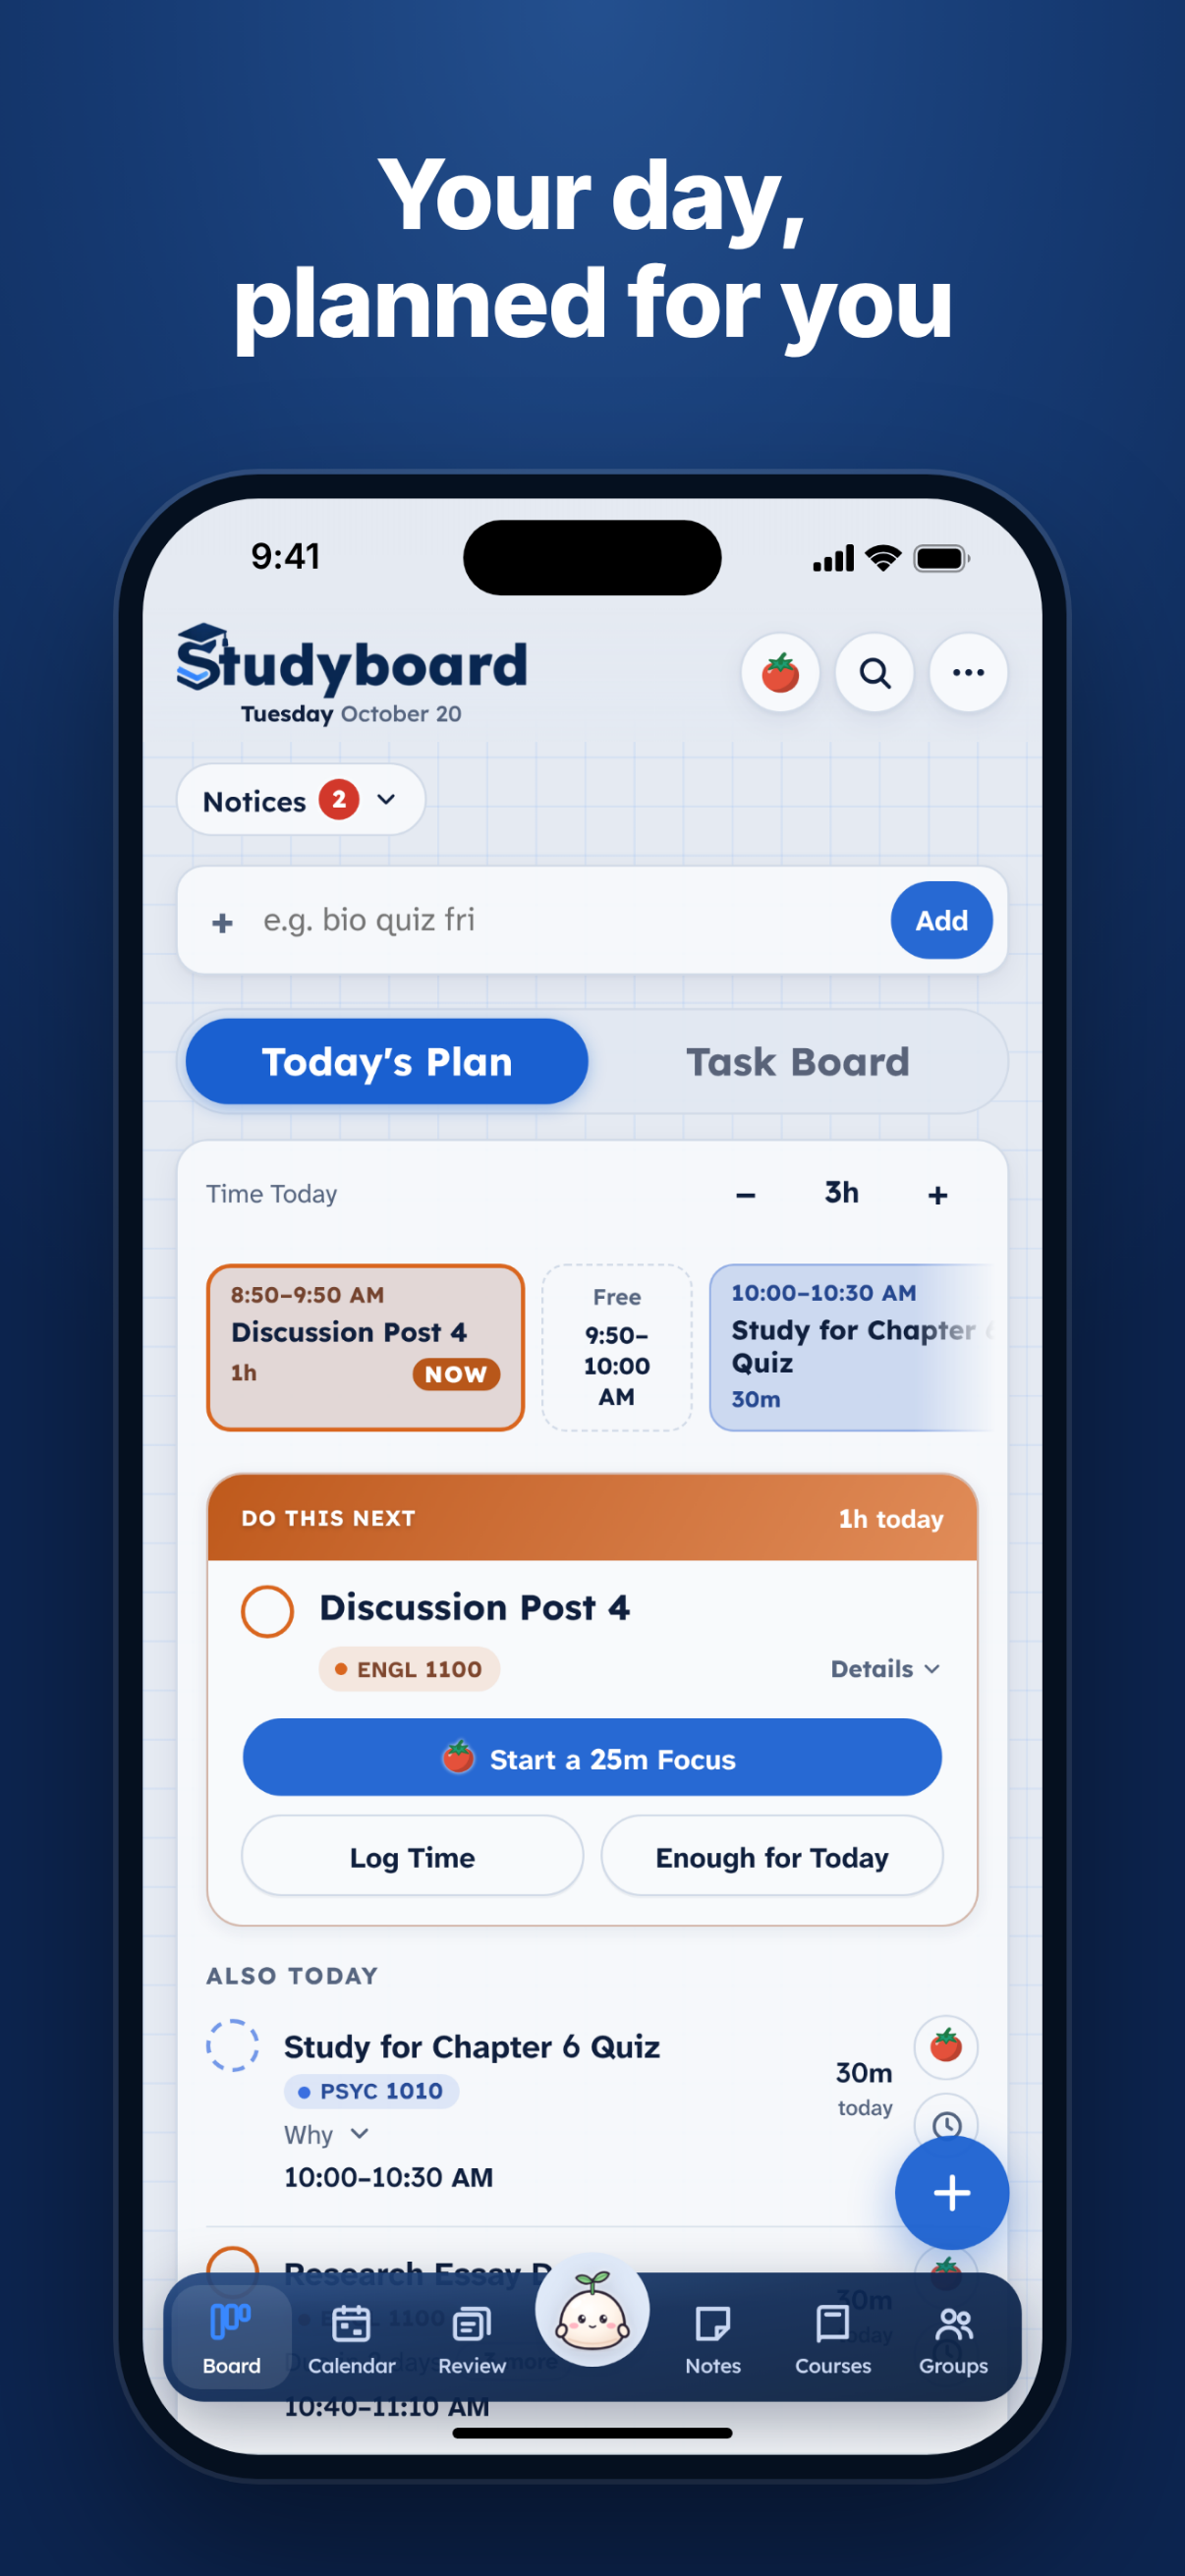 Your day,
planned for you
9:41
Studyboard
Tuesday October 20
Notices 2
+ e.g. bio quiz fri Add
Today's Plan Task Board
Time Today − 3h +
8:50–9:50 AM
Discussion Post 4
1h NOW
Free
9:50–
10:00
AM
10:00–10:30 AM
Study for Chapter 6
Quiz
30m
DO THIS NEXT 1h today
Discussion Post 4
ENGL 1100
Details
Start a 25m Focus
Log Time Enough for Today
ALSO TODAY
Study for Chapter 6 Quiz
PSYC 1010
30m
today
Why
10:00–10:30 AM
+
Research Essay D
1100
30m
Board Calendar Review Notes Courses Groups
10:40–11:10 AM